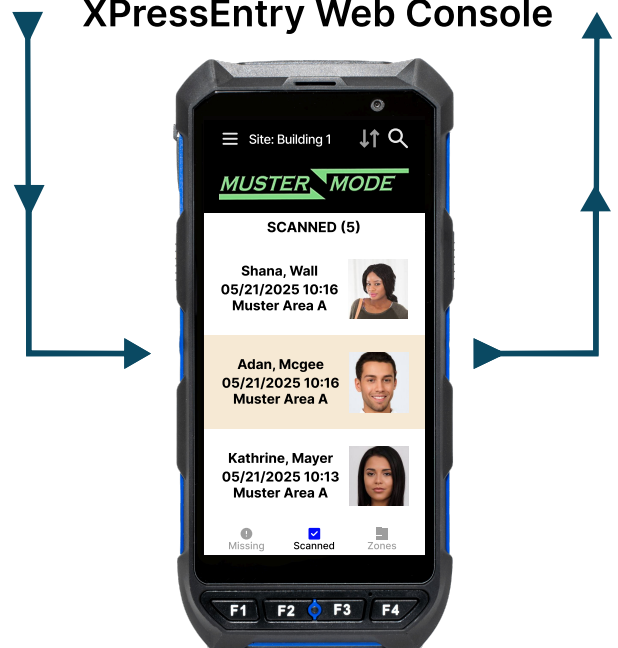 XPressEntry Web Console
Site: Building 1
MUSTER MODE
SCANNED (5)
Shana, Wall
05/21/2025 10:16
Muster Area A
Adan, Mcgee
05/21/2025 10:16
Muster Area A
Kathrine, Mayer
05/21/2025 10:13
Muster Area A
Missing
Scanned
Zones
F1 F2 F3 F4